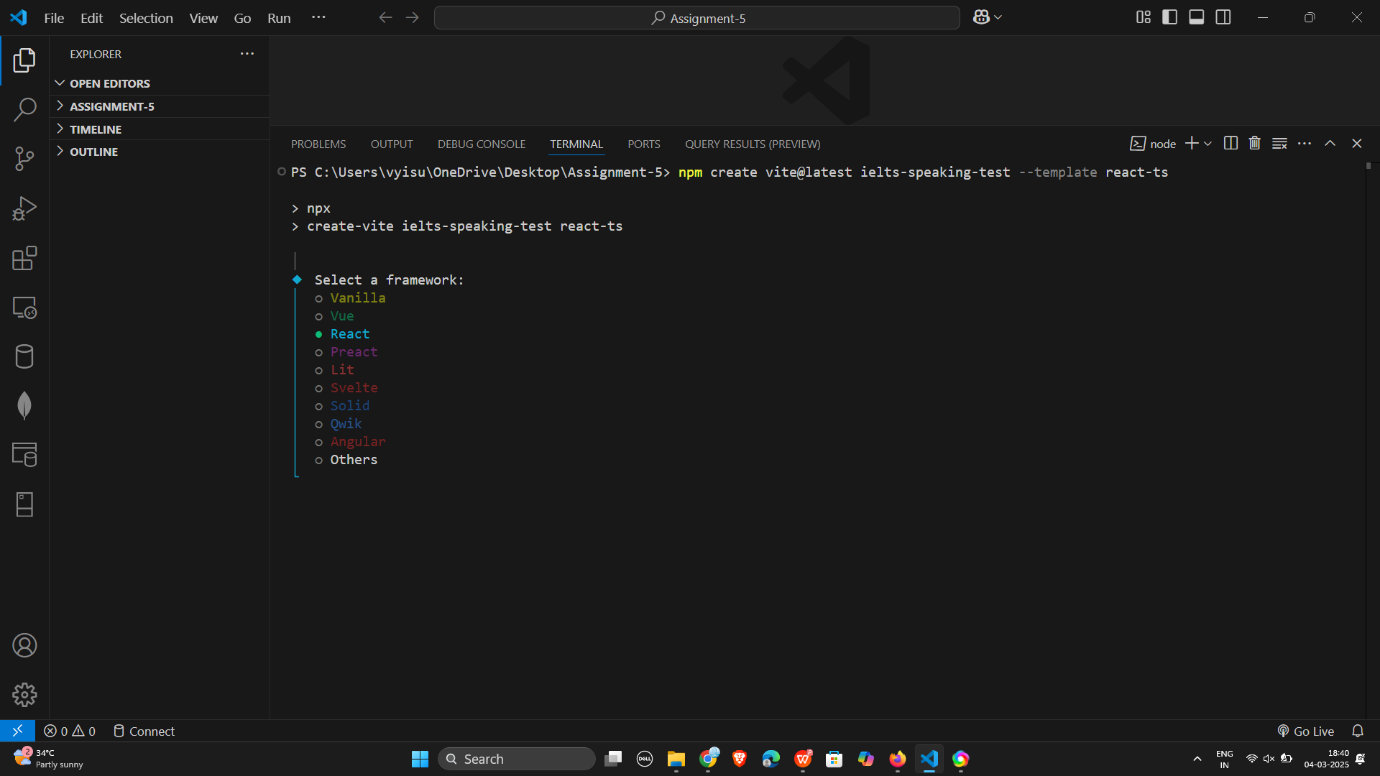 File Edit Selection View Go Run ···
Assignment-5
EXPLORER
OPEN EDITORS
ASSIGNMENT-5
TIMELINE
OUTLINE
PROBLEMS OUTPUT DEBUG CONSOLE TERMINAL PORTS QUERY RESULTS (PREVIEW)
node
PS C:\Users\vyisu\OneDrive\Desktop\Assignment-5> npm create vite@latest ielts-speaking-test --template react-ts
> npx
> create-vite ielts-speaking-test react-ts
Select a framework:
Vanilla
Vue
React
Preact
Lit
Svelte
Solid
Qwik
Angular
Others
0 0 Connect
Go Live
2
34°C
Partly sunny
Search
DELL
ENG
IN
18:40
04-03-2025